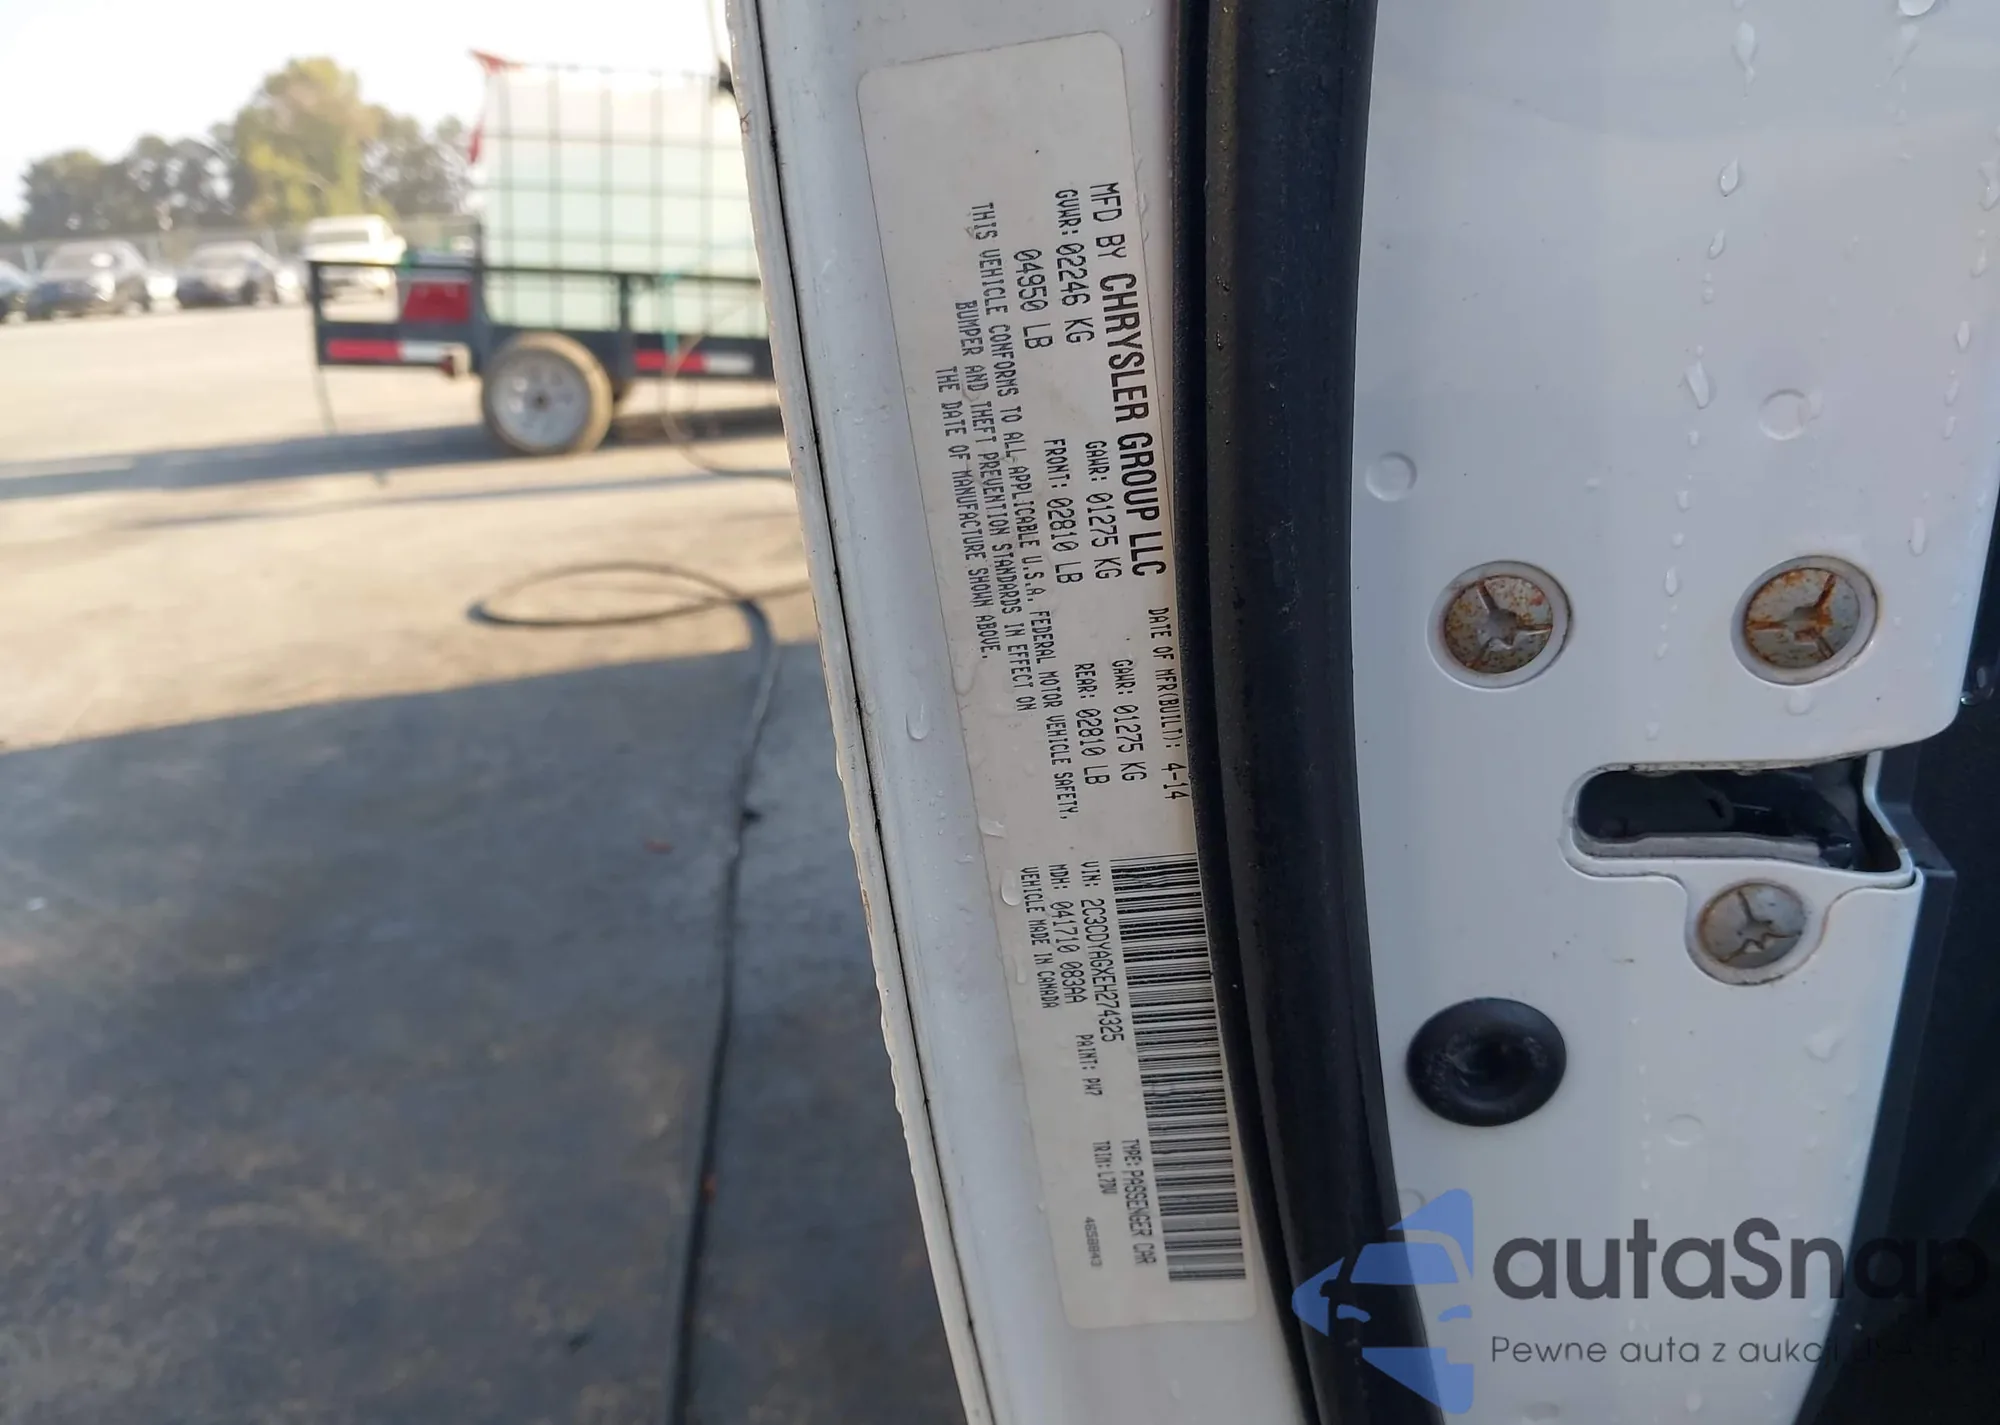 MFD BY CHRYSLER GROUP LLC
DATE OF MFR(BUILT): 4-14
GVWR: 02246 KG
04950 LB
GAWR: 01275 KG
FRONT: 02810 LB
GAWR: 01275 KG
REAR: 02810 LB
THIS VEHICLE CONFORMS TO ALL APPLICABLE U.S.A. FEDERAL MOTOR VEHICLE SAFETY,
BUMPER AND THEFT PREVENTION STANDARDS IN EFFECT ON
THE DATE OF MANUFACTURE SHOWN ABOVE.
VIN: 2C3CDYAGXEH274325
TYPE: PASSENGER CAR
MDH: 041710 083AA
PAINT: PW7
TRIM: L7DV
VEHICLE MADE IN CANADA
46588843
autaSnap
Pewne auta z aukcji